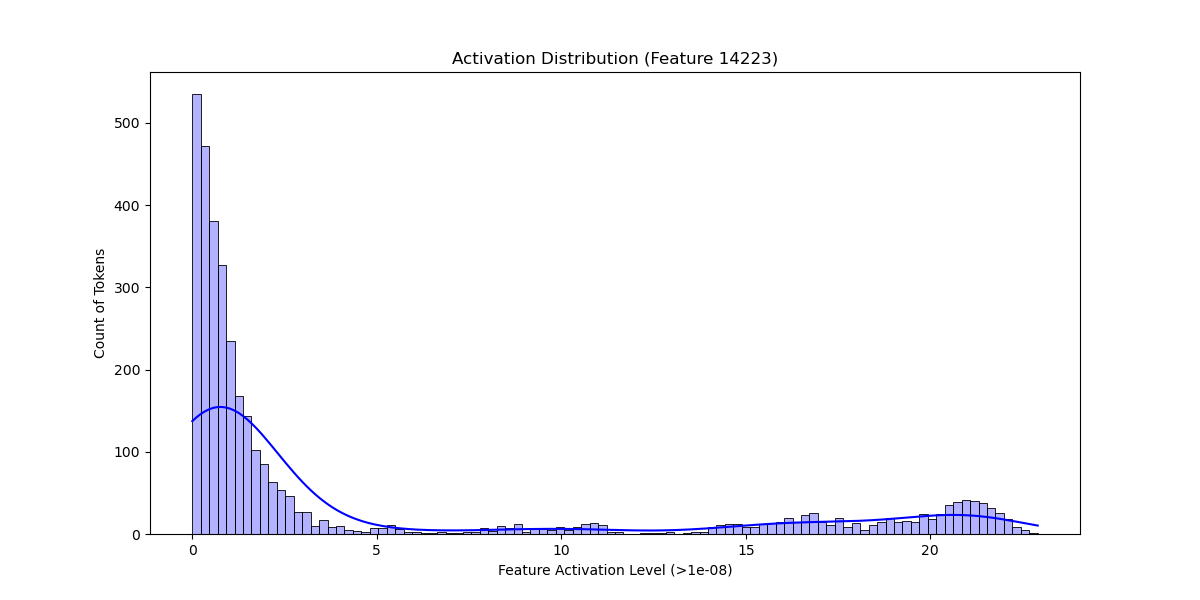 Activation Distribution (Feature 14223)
500
400
300
200
100
0
Count of Tokens
0 5 10 15 20
Feature Activation Level (>1e-08)